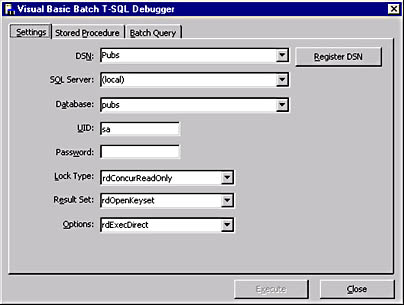 Visual Basic Batch T-SQL Debugger
Settings Stored Procedure Batch Query
DSN: Pubs Register DSN
SQL Server: (local)
Database: pubs
UID: sa
Password:
Lock Type: rdConcurReadOnly
Result Set: rdOpenKeyset
Options: rdExecDirect
Execute Close